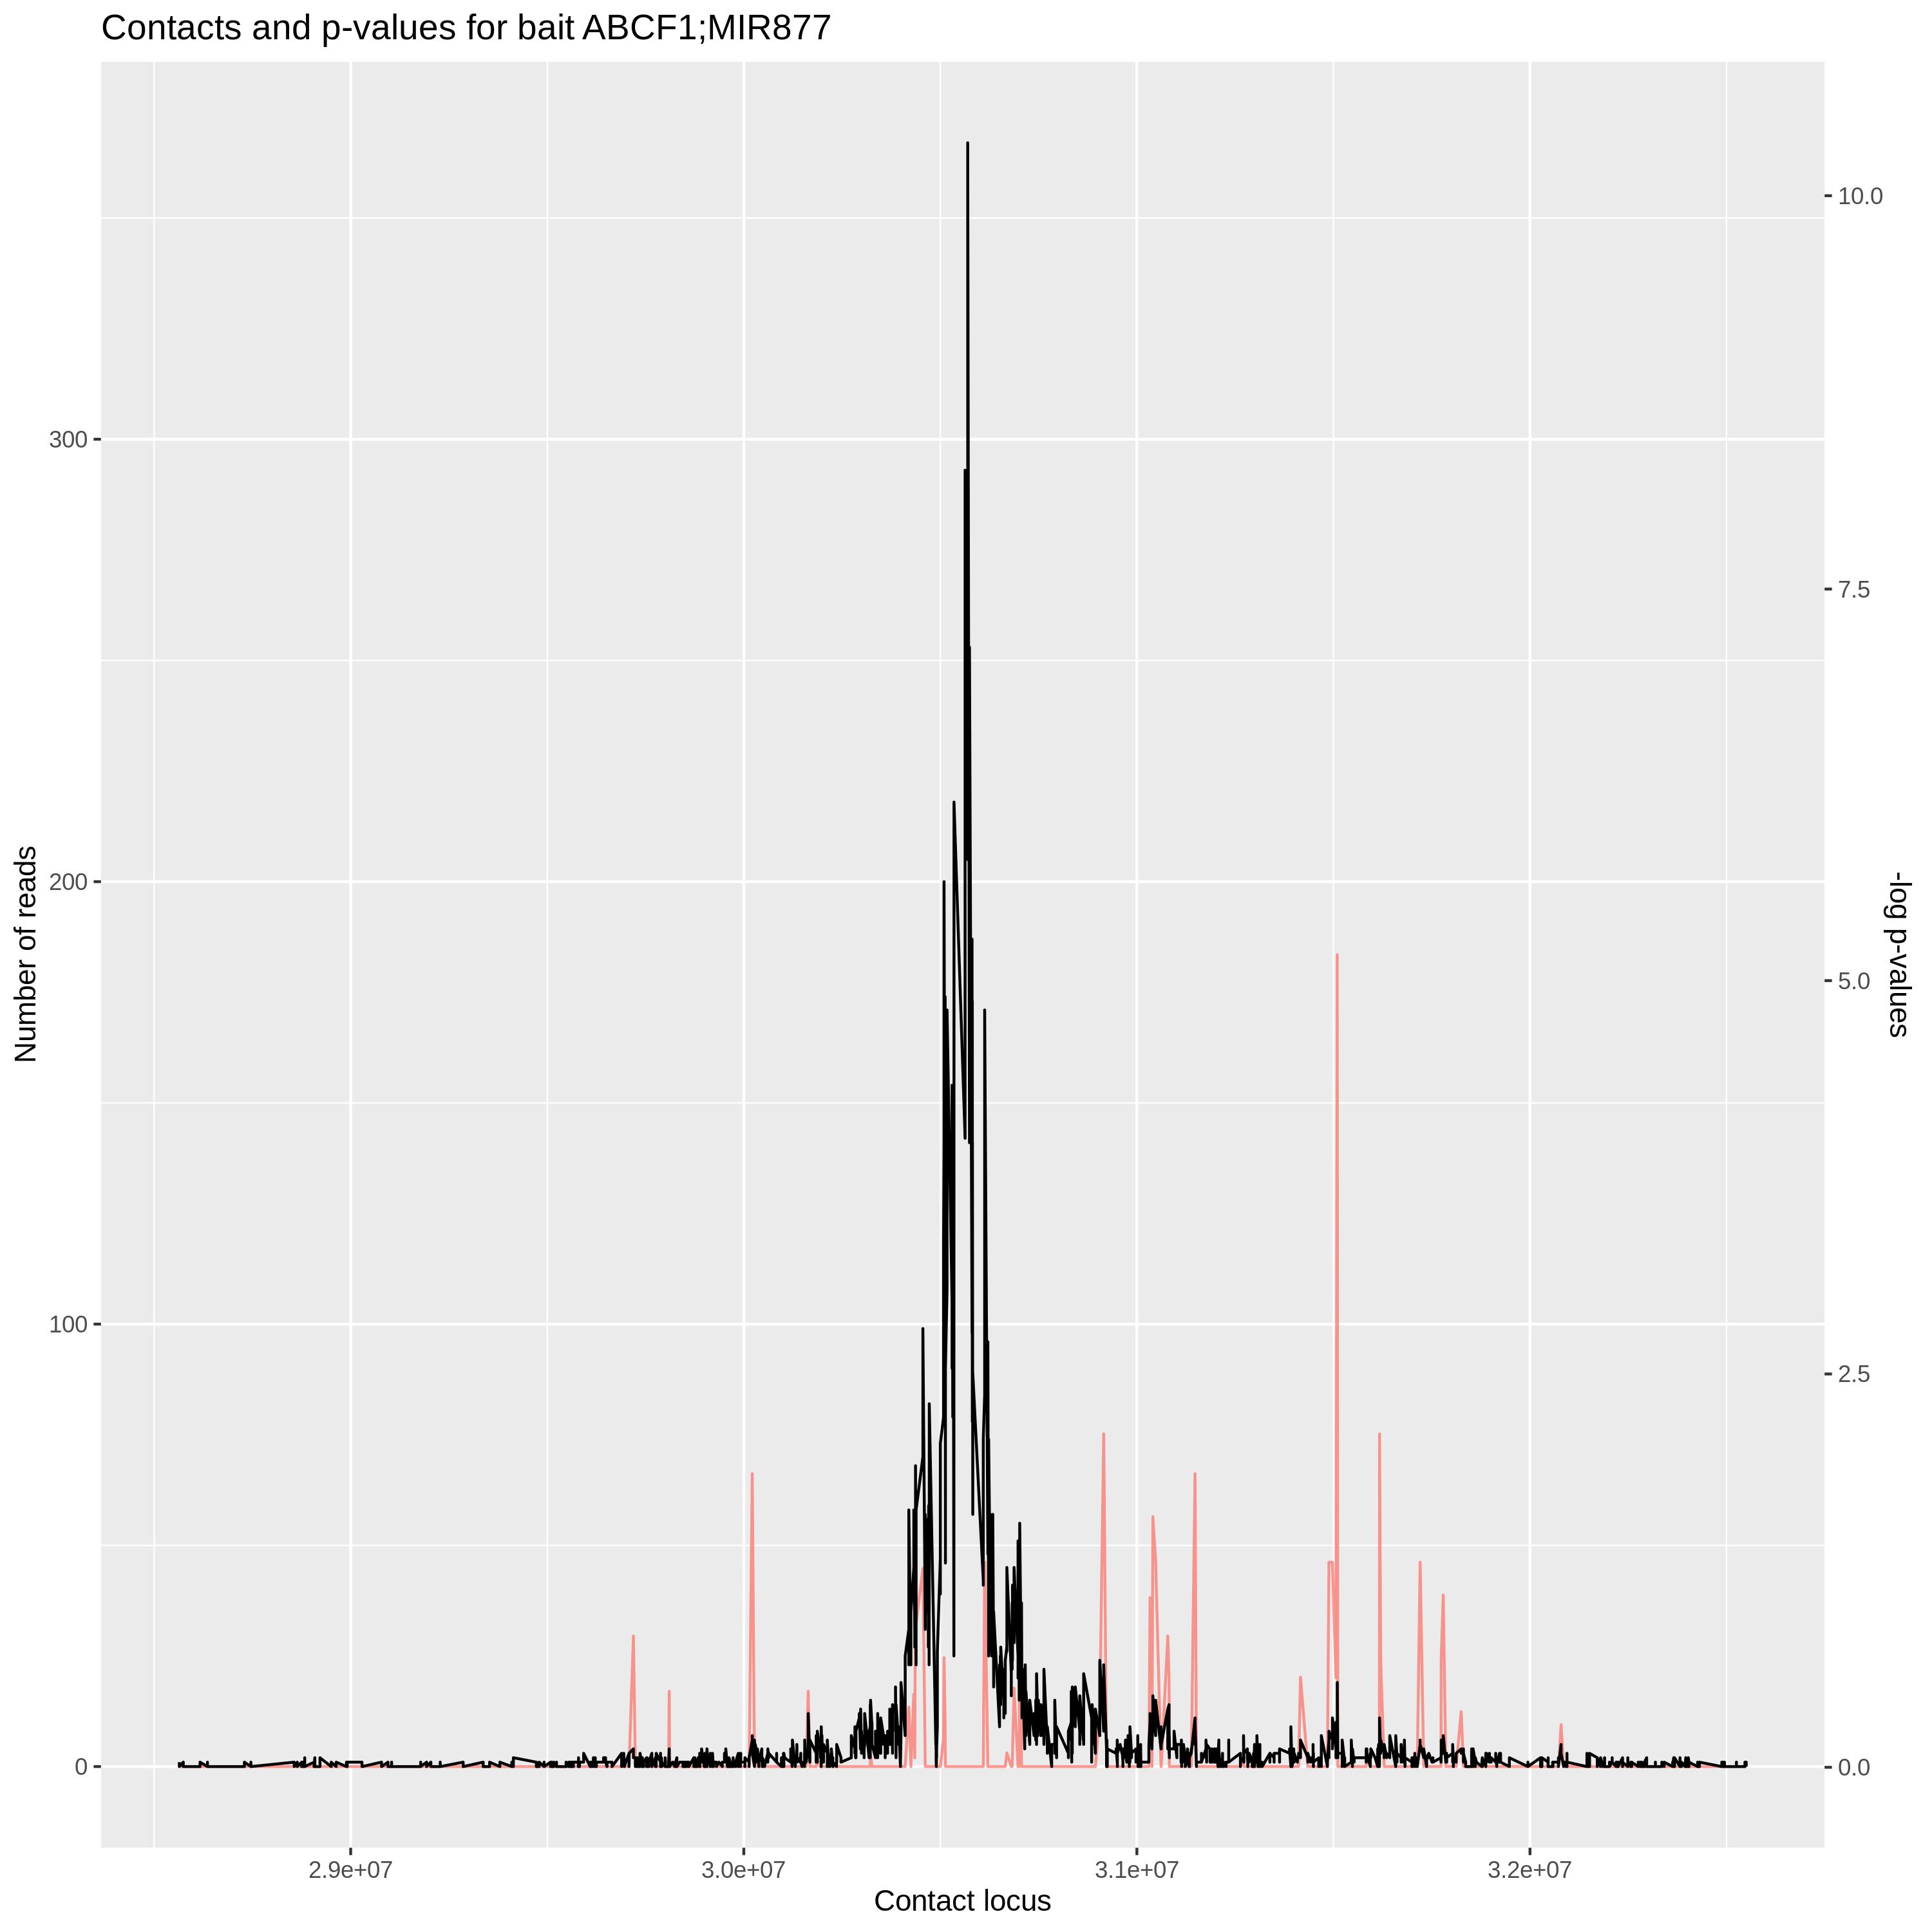 Contacts and p-values for bait ABCF1;MIR877
Number of reads
300
200
100
0
10.0
7.5
5.0
2.5
0.0
-log p-values
2.9e+07
3.0e+07
3.1e+07
3.2e+07
Contact locus